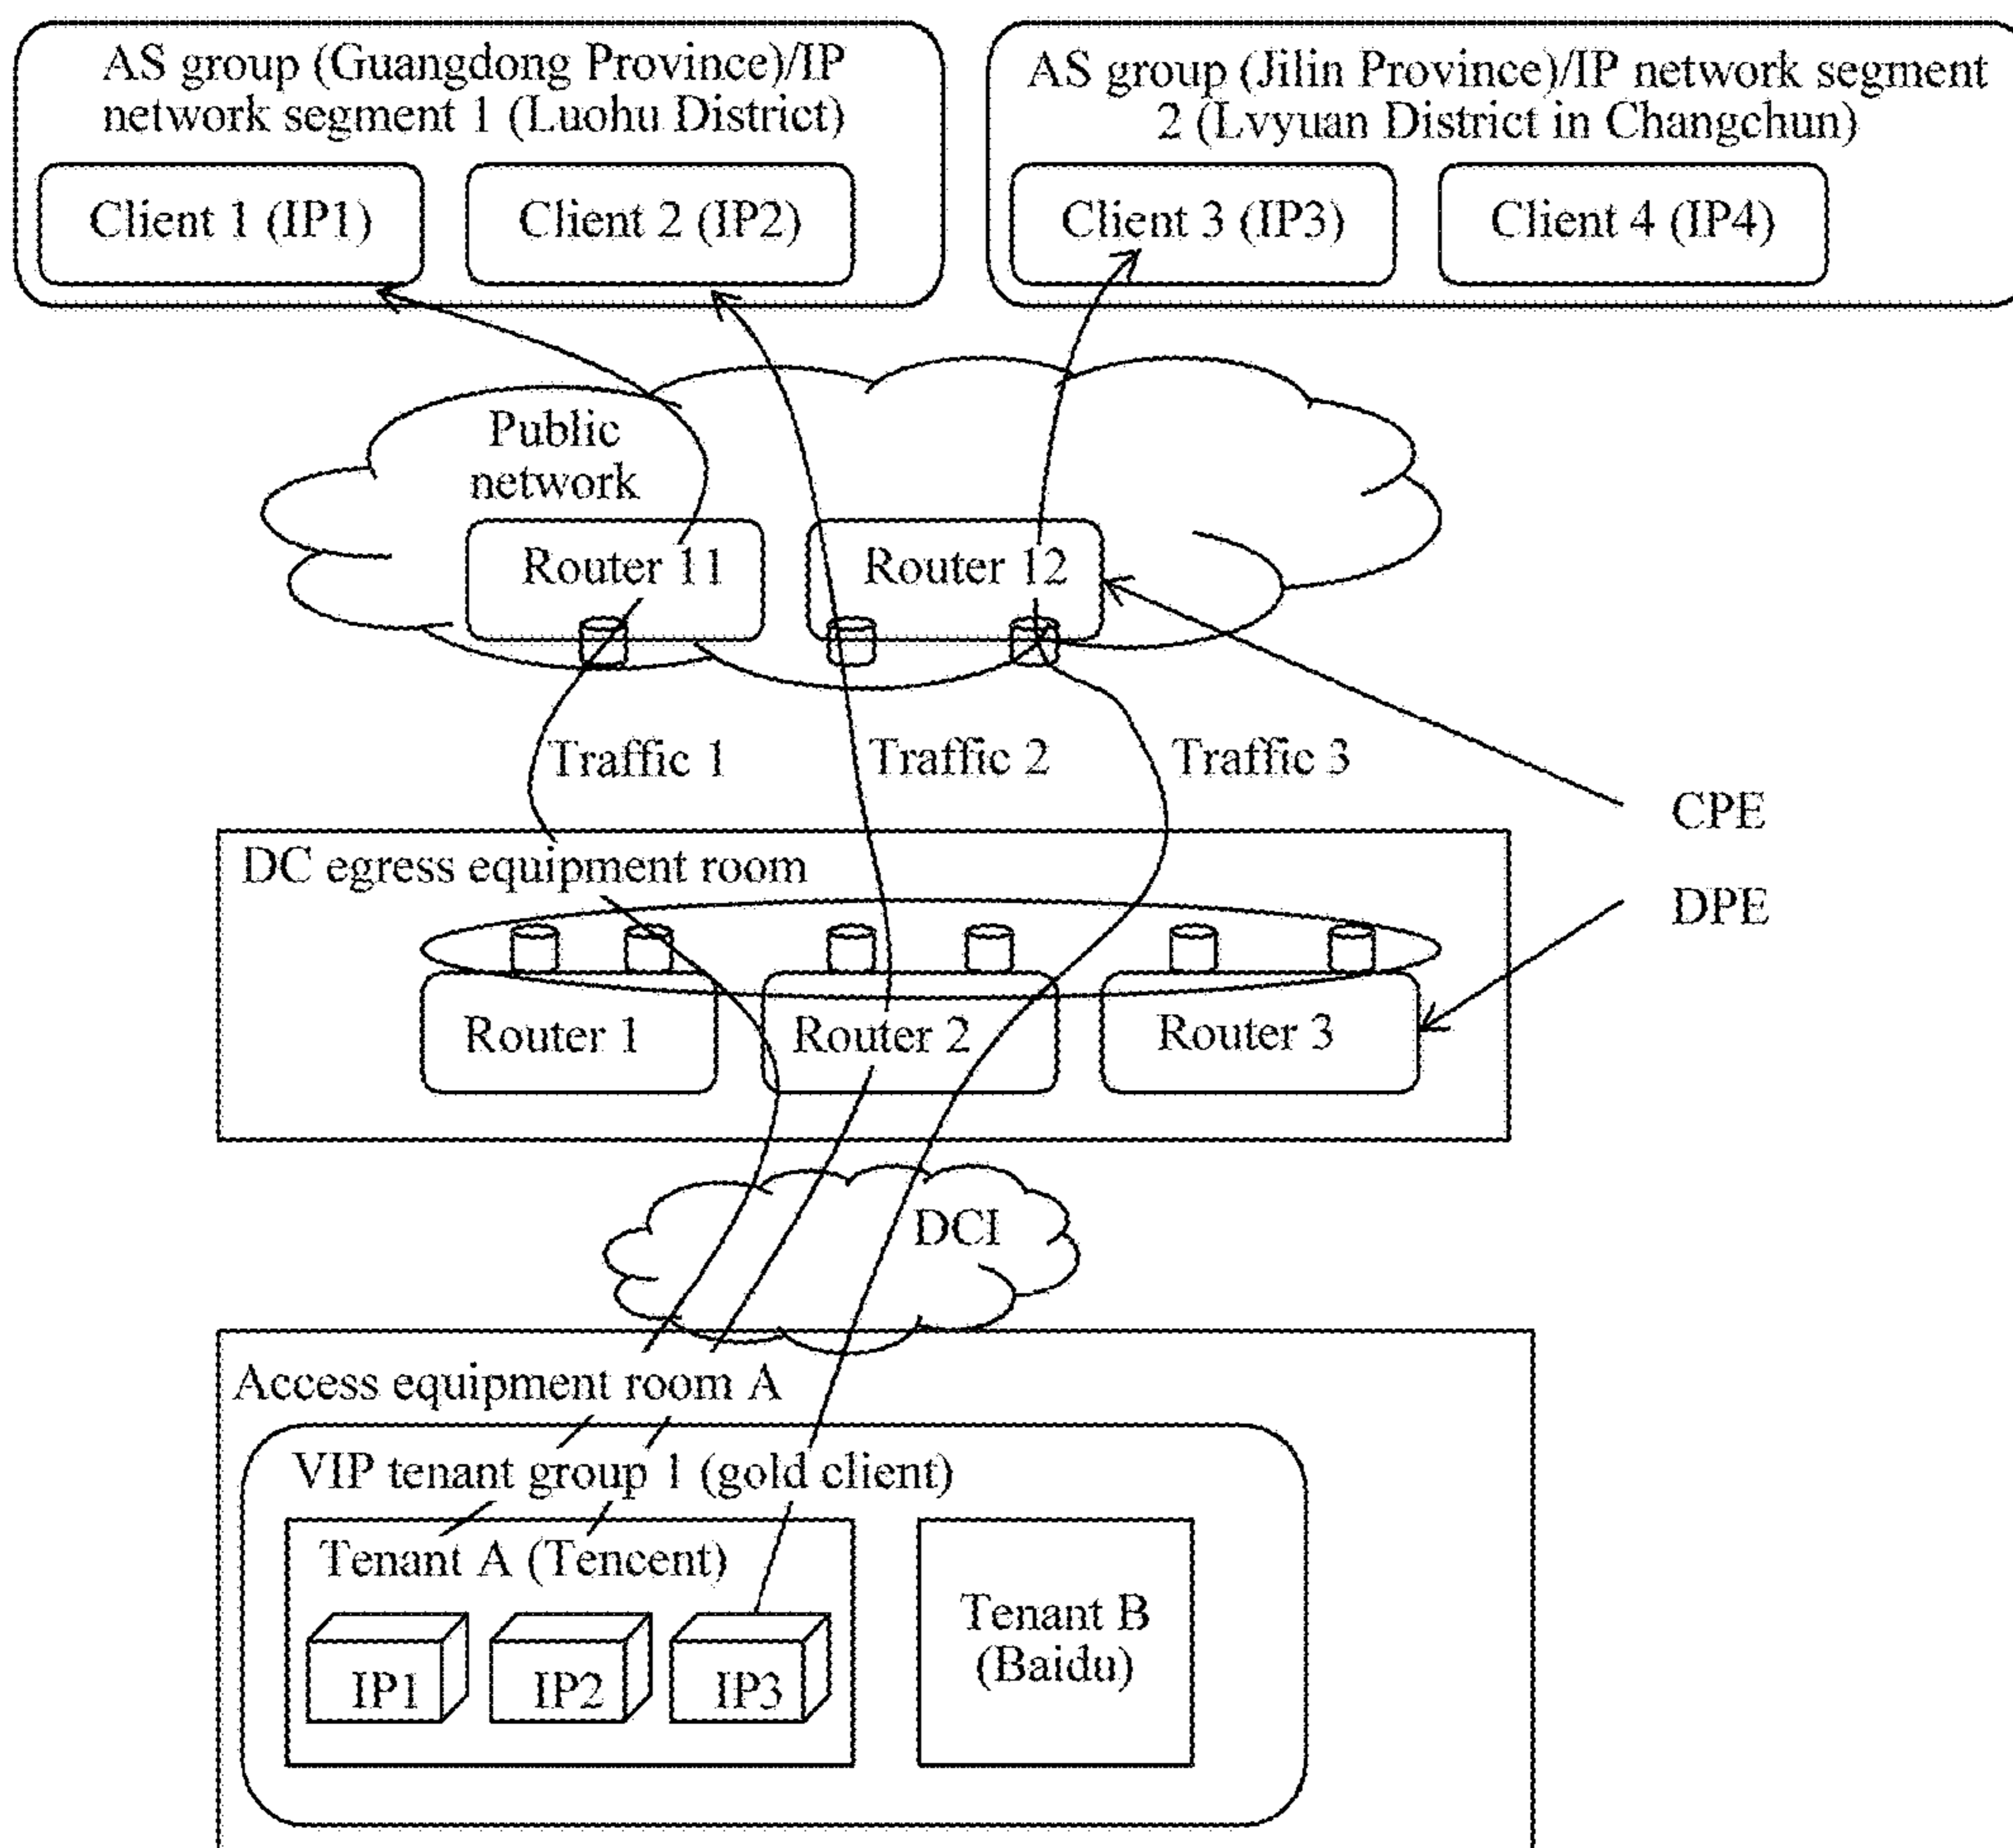 AS group (Guangdong Province)/IP
network segment 1 (Luohu District)
AS group (Jilin Province)/IP network segment
2 (Lvyuan District in Changchun)
Client 1 (IP1)
Client 2 (IP2)
Client 3 (IP3)
Client 4 (IP4)
Public
network
Router 11
Router 12
Traffic 1
Traffic 2
Traffic 3
CPE
DC egress equipment room
DPE
Router 1
Router 2
Router 3
DCI
Access equipment room A
VIP tenant group 1 (gold client)
Tenant A (Tencent)
IP1
IP2
IP3
Tenant B
(Baidu)